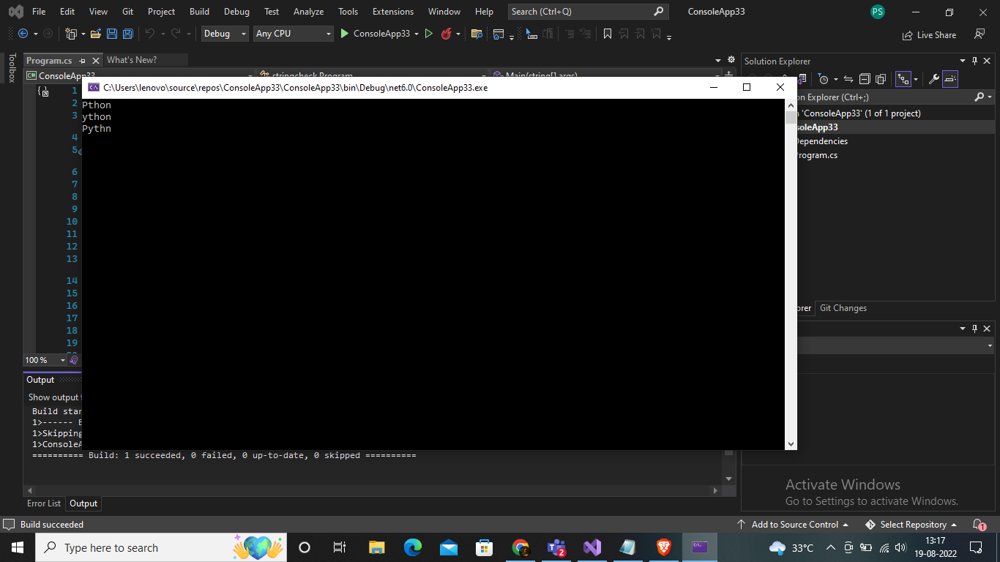 File Edit View Git Project Build Debug Test Analyze Tools Extensions Window Help Search (Ctrl+Q) ConsoleApp33 PS
Debug Any CPU ConsoleApp33 Live Share
Toolbox
Program.cs What's New?
C# ConsoleApp33 stringcheck.Program Main(string[] args)
Solution Explorer
C:\Users\lenovo\source\repos\ConsoleApp33\ConsoleApp33\bin\Debug\net6.0\ConsoleApp33.exe
Pthon
ython
Pythn
1
2
3
4
5
6
7
8
9
10
11
12
13
14
15
16
17
18
19
on Explorer (Ctrl+;)
'ConsoleApp33' (1 of 1 project)
soleApp33
Dependencies
rogram.cs
orer Git Changes
100 %
Output
Show output
Build star
1>------
1>Skipping
1>ConsoleA
========== Build: 1 succeeded, 0 failed, 0 up-to-date, 0 skipped ==========
Error List Output
Activate Windows
Go to Settings to activate Windows.
Build succeeded Add to Source Control Select Repository 1
Type here to search 2 33°C 13:17
19-08-2022